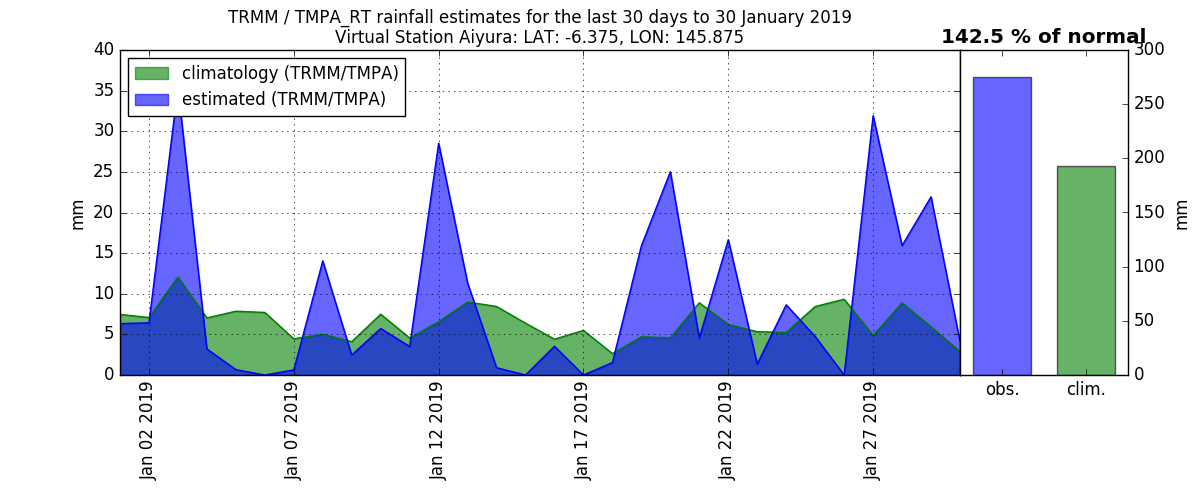 TRMM / TMPA_RT rainfall estimates for the last 30 days to 30 January 2019
Virtual Station Aiyura: LAT: -6.375, LON: 145.875
142.5 % of normal
climatology (TRMM/TMPA)
estimated (TRMM/TMPA)
40
35
30
25
20
15
10
5
0
mm
Jan 02 2019
Jan 07 2019
Jan 12 2019
Jan 17 2019
Jan 22 2019
Jan 27 2019
300
250
200
150
100
50
0
mm
obs.
clim.